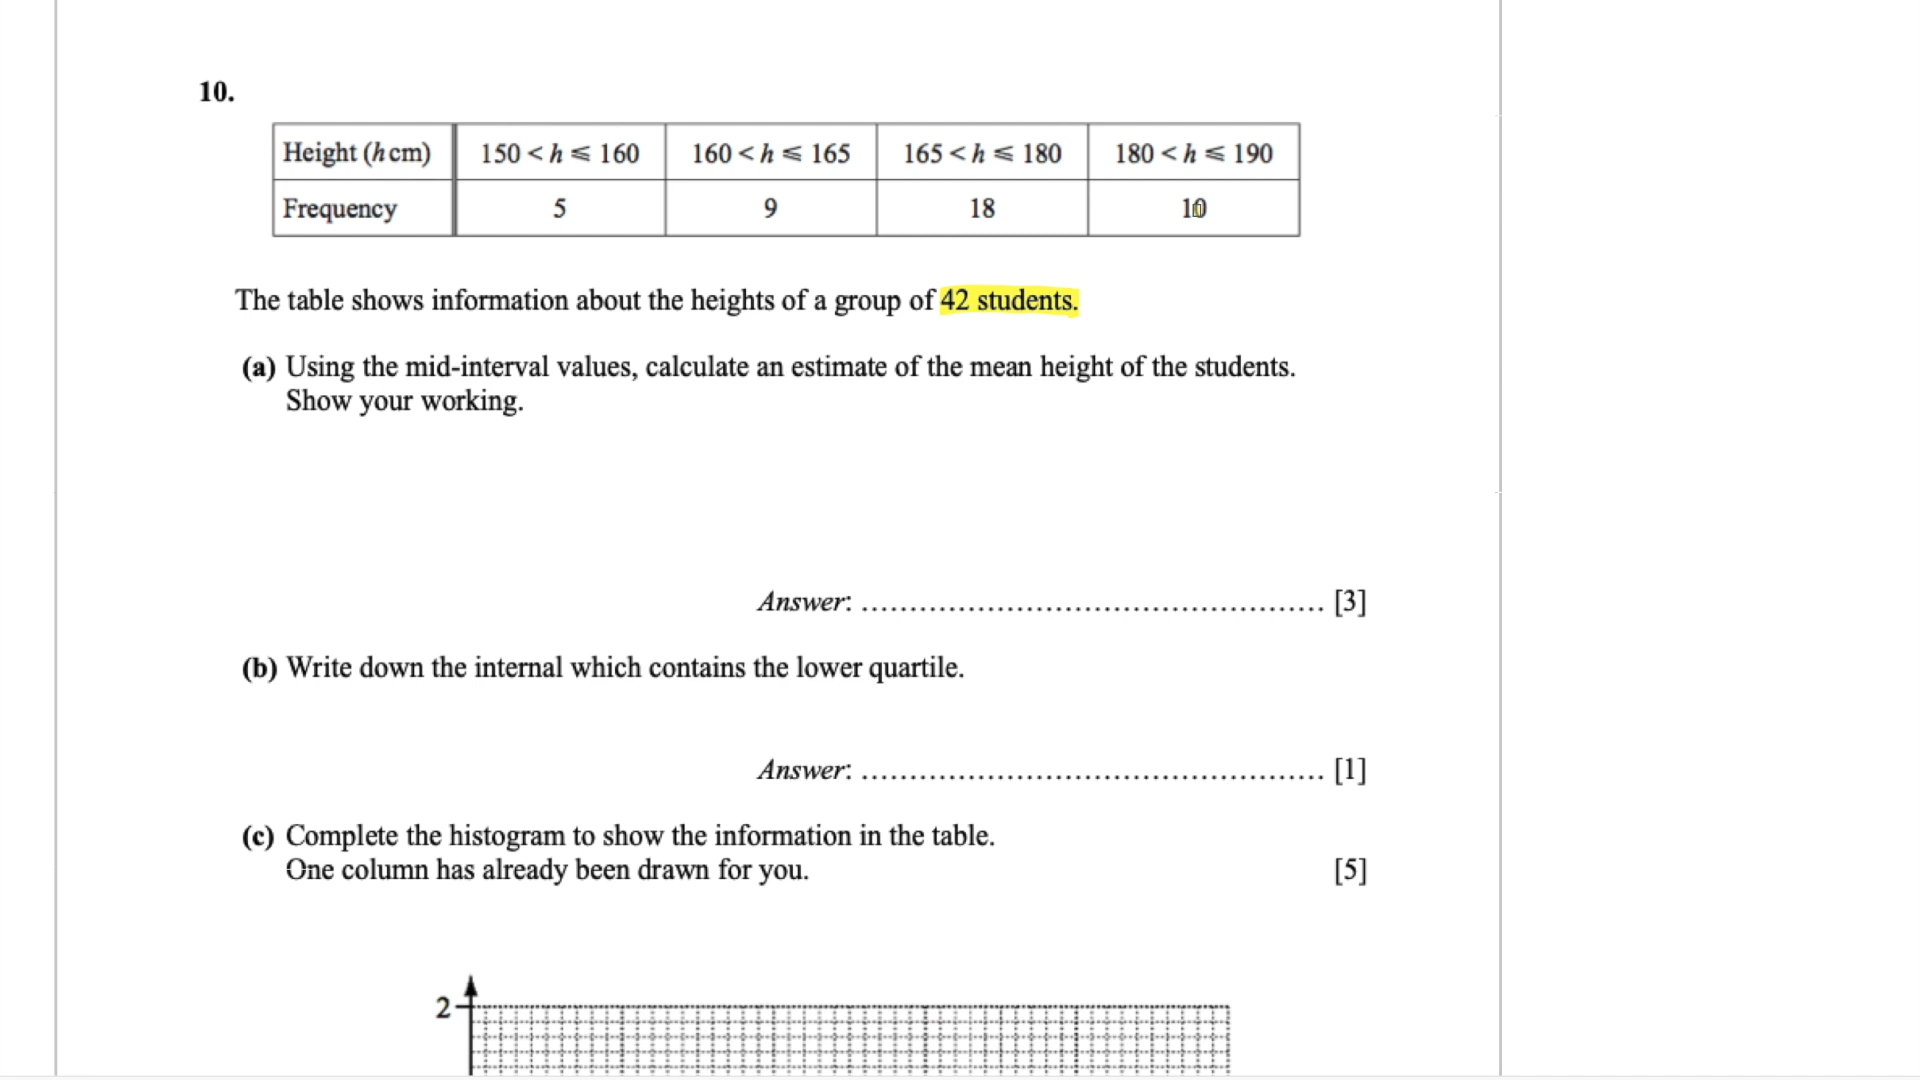 10.
Height (h cm) 150 < h ⩽ 160 160 < h ⩽ 165 165 < h ⩽ 180 180 < h ⩽ 190
Frequency 5 9 18 10
The table shows information about the heights of a group of 42 students.
(a) Using the mid-interval values, calculate an estimate of the mean height of the students.
Show your working.
Answer: ................................................ [3]
(b) Write down the internal which contains the lower quartile.
Answer: ................................................ [1]
(c) Complete the histogram to show the information in the table.
One column has already been drawn for you. [5]
2